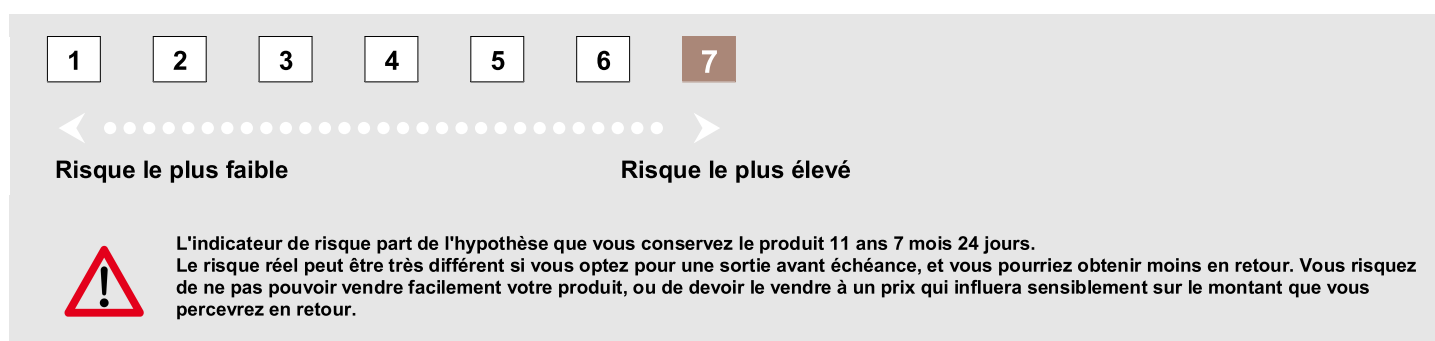 1 2 3 4 5 6 7
Risque le plus faible Risque le plus élevé
L'indicateur de risque part de l'hypothèse que vous conservez le produit 11 ans 7 mois 24 jours.
Le risque réel peut être très différent si vous optez pour une sortie avant échéance, et vous pourriez obtenir moins en retour. Vous risquez
de ne pas pouvoir vendre facilement votre produit, ou de devoir le vendre à un prix qui influera sensiblement sur le montant que vous
percevrez en retour.